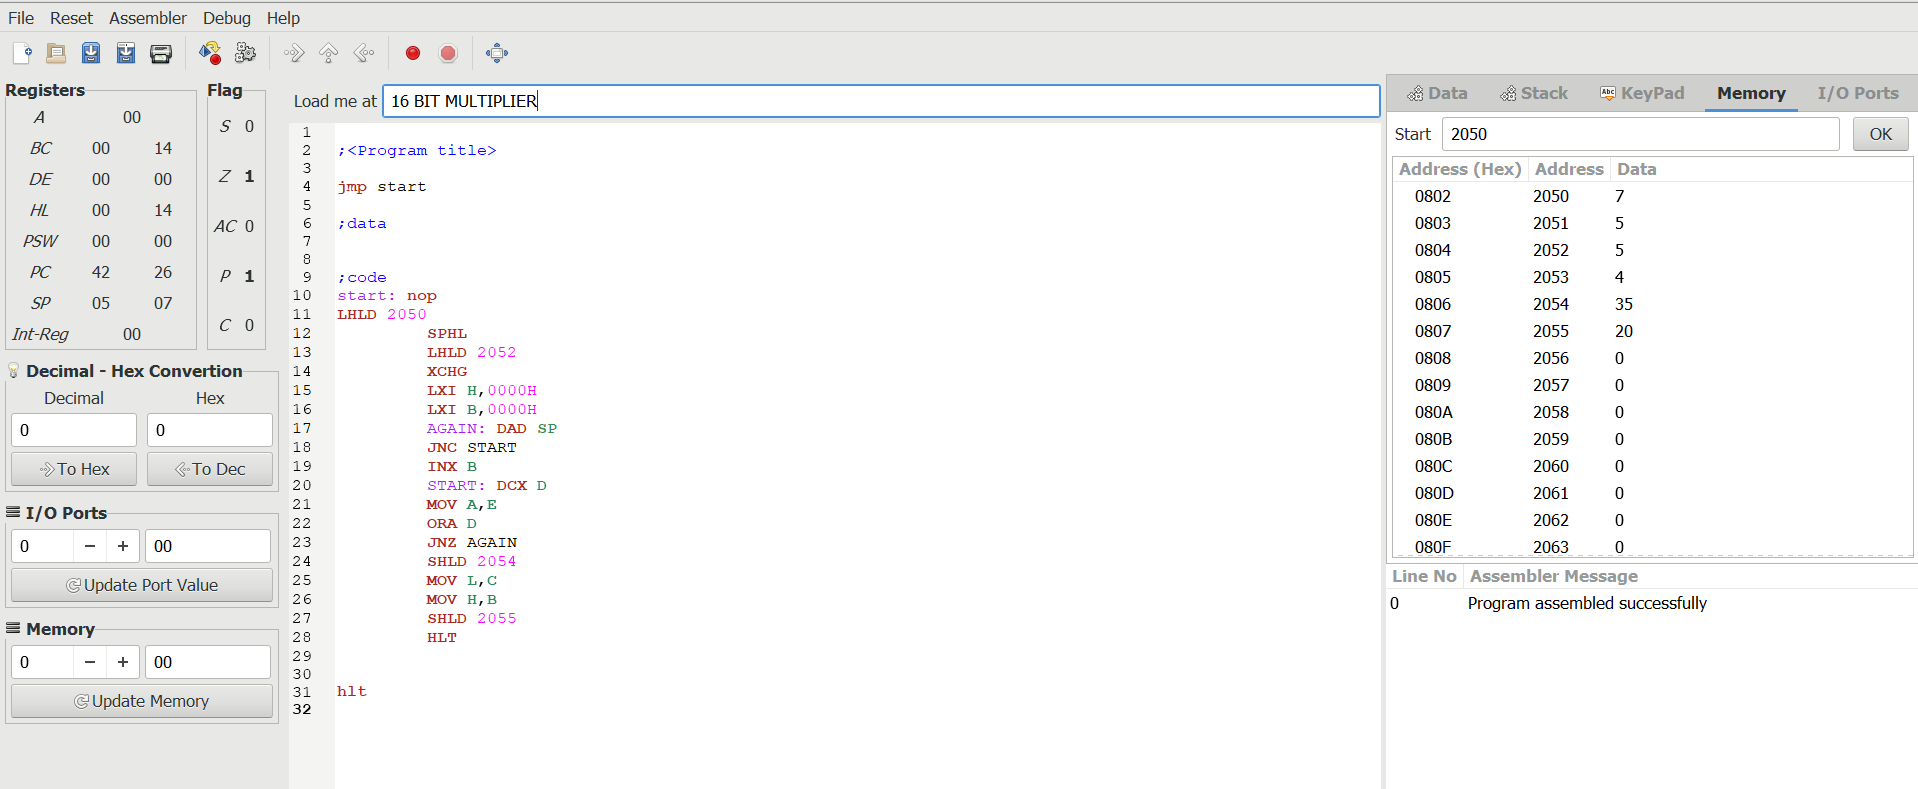 File Reset Assembler Debug Help
Registers
A 00
BC 00 14
DE 00 00
HL 00 14
PSW 00 00
PC 42 26
SP 05 07
Int-Reg 00
Flag
S 0
Z 1
AC 0
P 1
C 0
Decimal - Hex Convertion
Decimal Hex
0 0
To Hex To Dec
I/O Ports
0 − + 00
Update Port Value
Memory
0 − + 00
Update Memory
Load me at 16 BIT MULTIPLIER
1
2 ;<Program title>
3
4 jmp start
5
6 ;data
7
8
9 ;code
10 start: nop
11 LHLD 2050
12 SPHL
13 LHLD 2052
14 XCHG
15 LXI H,0000H
16 LXI B,0000H
17 AGAIN: DAD SP
18 JNC START
19 INX B
20 START: DCX D
21 MOV A,E
22 ORA D
23 JNZ AGAIN
24 SHLD 2054
25 MOV L,C
26 MOV H,B
27 SHLD 2055
28 HLT
29
30
31 hlt
32
Data Stack Abc KeyPad Memory I/O Ports
Start 2050 OK
Address (Hex) Address Data
0802 2050 7
0803 2051 5
0804 2052 5
0805 2053 4
0806 2054 35
0807 2055 20
0808 2056 0
0809 2057 0
080A 2058 0
080B 2059 0
080C 2060 0
080D 2061 0
080E 2062 0
080F 2063 0
Line No Assembler Message
0 Program assembled successfully